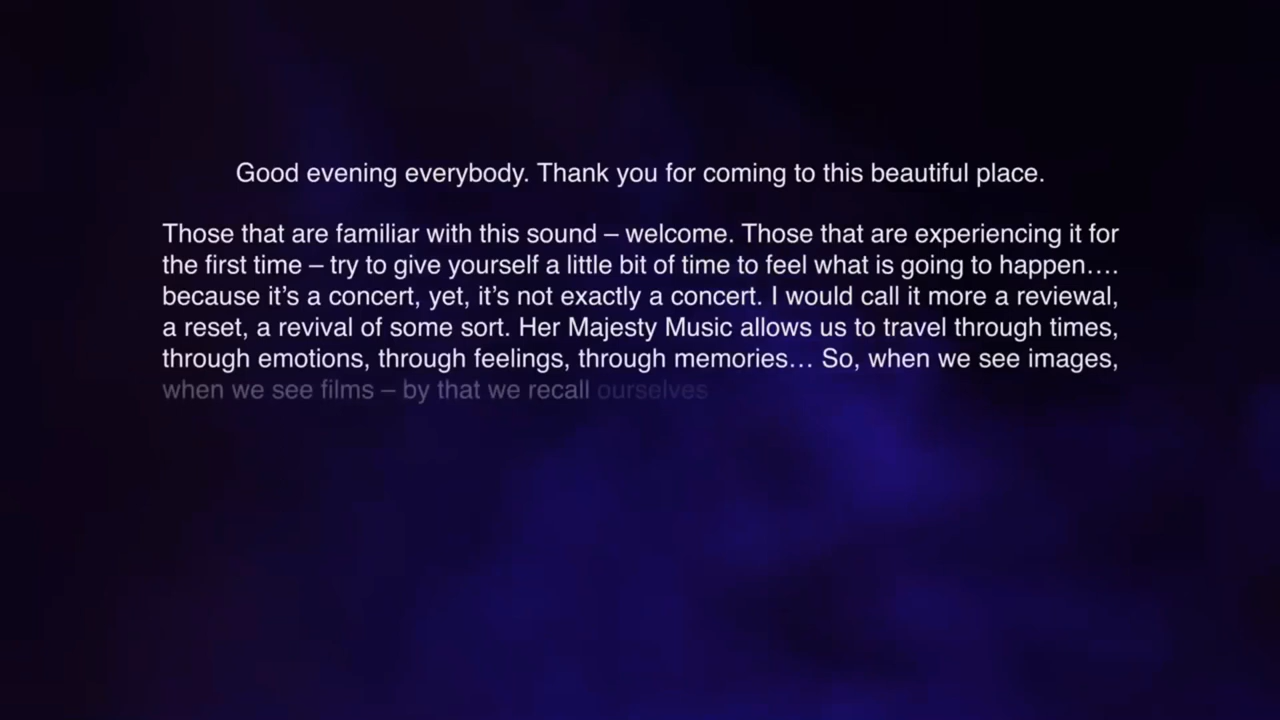 Good evening everybody. Thank you for coming to this beautiful place.
Those that are familiar with this sound – welcome. Those that are experiencing it for
the first time – try to give yourself a little bit of time to feel what is going to happen….
because it’s a concert, yet, it’s not exactly a concert. I would call it more a reviewal,
a reset, a revival of some sort. Her Majesty Music allows us to travel through times,
through emotions, through feelings, through memories… So, when we see images,
when we see films – by that we recall ourselves